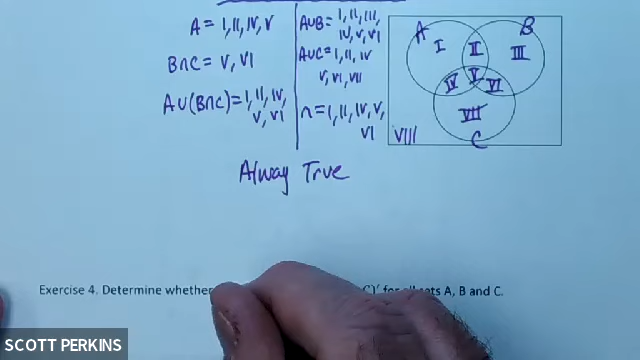 A = I, II, IV, V
B∩C = V, VI
A∪(B∩C) = I, II, IV,
V, VI
A∪B = I, II, III,
IV, V, VI
A∪C = I, II, IV
V, VI, VII
∩ = I, II, IV, V,
VI
A
B
I
II
III
IV
V
VI
VII
VIII
C
Alway True
Exercise 4. Determine whether C)′ for all sets A, B and C.
SCOTT PERKINS